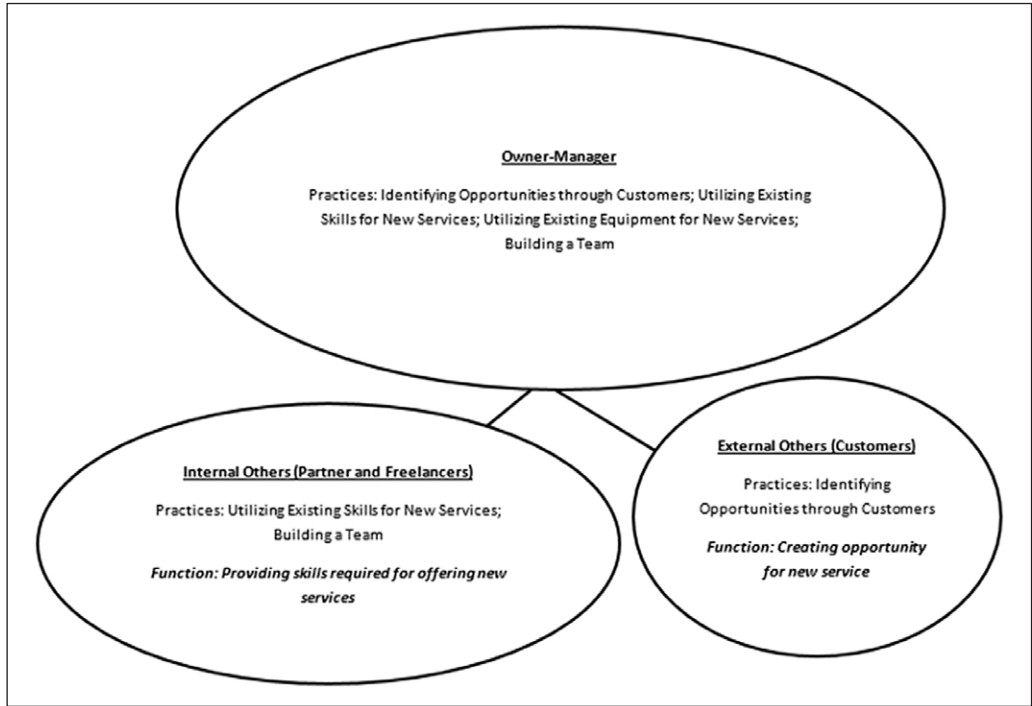 Owner-Manager
Practices: Identifying Opportunities through Customers; Utilizing Existing
Skills for New Services; Utilizing Existing Equipment for New Services;
Building a Team
Internal Others (Partner and Freelancers)
Practices: Utilizing Existing Skills for New Services;
Building a Team
Function: Providing skills required for offering new
services
External Others (Customers)
Practices: Identifying
Opportunities through Customers
Function: Creating opportunity
for new service